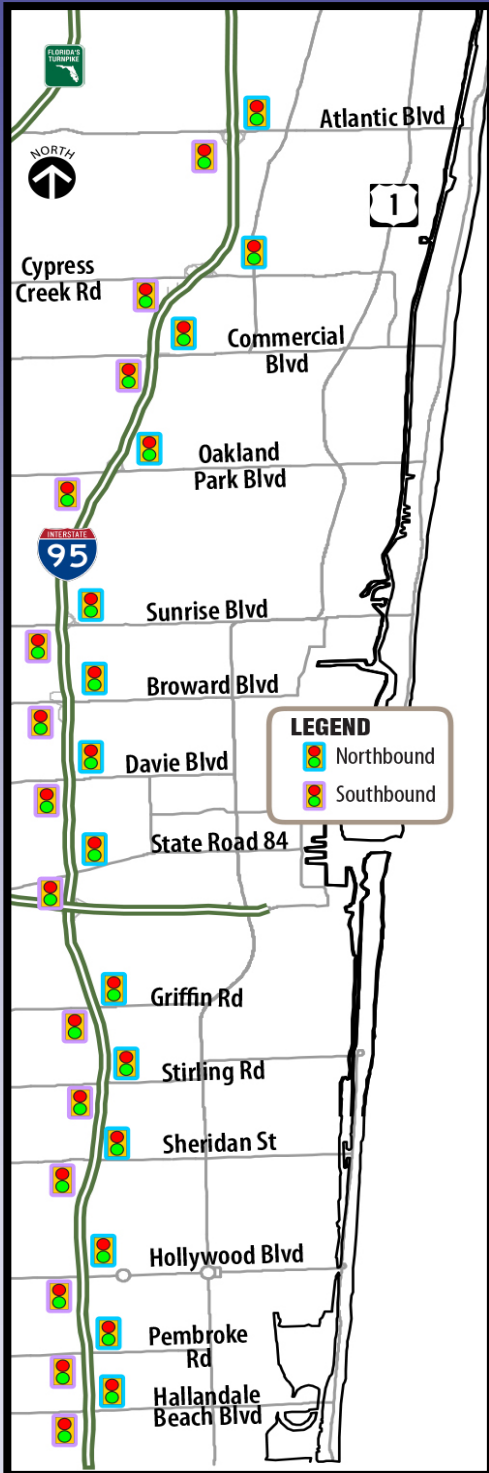 FLORIDA'S
TURNPIKE
Atlantic Blvd
NORTH
1
Cypress
Creek Rd
Commercial
Blvd
Oakland
Park Blvd
INTERSTATE
95
Sunrise Blvd
Broward Blvd
LEGEND
Northbound
Southbound
Davie Blvd
State Road 84
Griffin Rd
Stirling Rd
Sheridan St
Hollywood Blvd
Pembroke
Rd
Hallandale
Beach Blvd